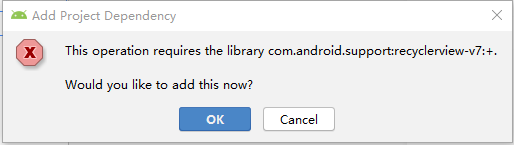 Add Project Dependency
This operation requires the library com.android.support:recyclerview-v7:+.
Would you like to add this now?
OK
Cancel